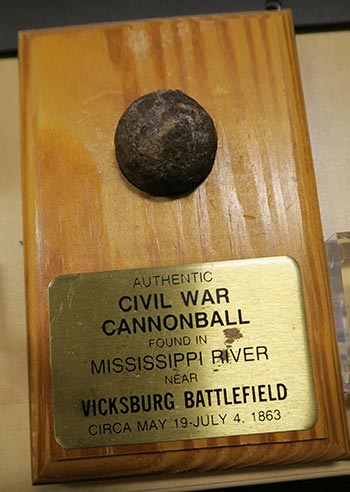 AUTHENTIC
CIVIL WAR
CANNONBALL
FOUND IN
MISSISSIPPI RIVER
NEAR
VICKSBURG BATTLEFIELD
CIRCA MAY 19-JULY 4, 1863